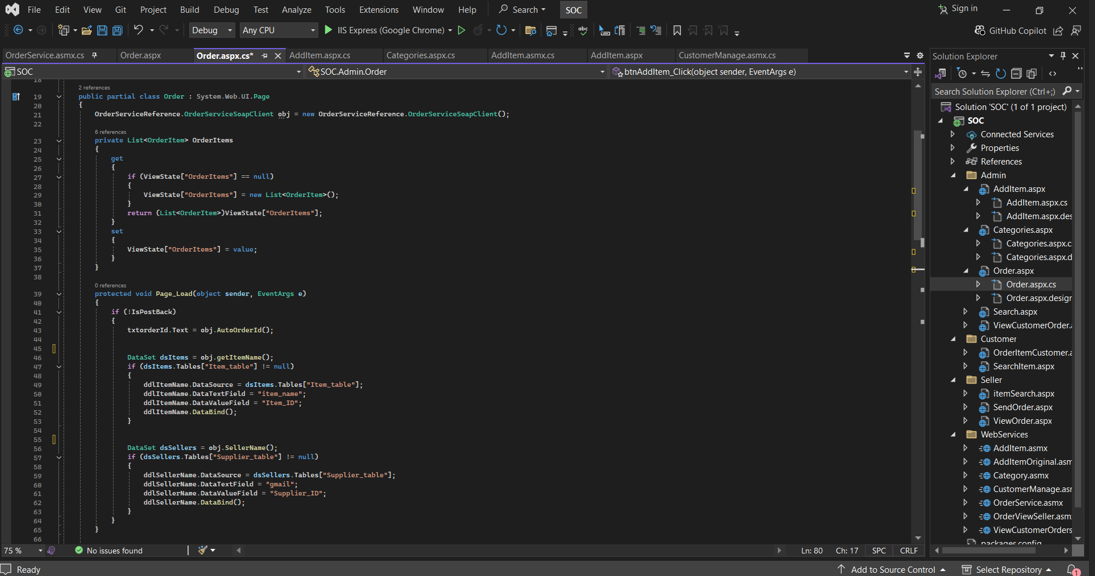 File Edit View Git Project Build Debug Test Analyze Tools Extensions Window Help Search SOC Sign in
Debug Any CPU IIS Express (Google Chrome) GitHub Copilot
OrderService.asmx.cs Order.aspx Order.aspx.cs* AddItem.aspx.cs Categories.aspx.cs AddItem.asmx.cs AddItem.aspx CustomerManage.asmx.cs
SOC SOC.Admin.Order btnAddItem_Click(object sender, EventArgs e)
18
2 references
19 public partial class Order : System.Web.UI.Page
20 {
21 OrderServiceReference.OrderServiceSoapClient obj = new OrderServiceReference.OrderServiceSoapClient();
22
6 references
23 private List<OrderItem> OrderItems
24 {
25 get
26 {
27 if (ViewState["OrderItems"] == null)
28 {
29 ViewState["OrderItems"] = new List<OrderItem>();
30 }
31 return (List<OrderItem>)ViewState["OrderItems"];
32 }
33 set
34 {
35 ViewState["OrderItems"] = value;
36 }
37 }
38
0 references
39 protected void Page_Load(object sender, EventArgs e)
40 {
41 if (!IsPostBack)
42 {
43 txtorderId.Text = obj.AutoOrderId();
44
45
46 DataSet dsItems = obj.getItemName();
47 if (dsItems.Tables["Item_table"] != null)
48 {
49 ddlItemName.DataSource = dsItems.Tables["Item_table"];
50 ddlItemName.DataTextField = "item_name";
51 ddlItemName.DataValueField = "Item_ID";
52 ddlItemName.DataBind();
53 }
54
55
56 DataSet dsSellers = obj.SellerName();
57 if (dsSellers.Tables["Supplier_table"] != null)
58 {
59 ddlSellerName.DataSource = dsSellers.Tables["Supplier_table"];
60 ddlSellerName.DataTextField = "gmail";
61 ddlSellerName.DataValueField = "Supplier_ID";
62 ddlSellerName.DataBind();
63 }
64 }
65 }
66
75 % No issues found Ln: 80 Ch: 17 SPC CRLF
Solution Explorer
Search Solution Explorer (Ctrl+;)
Solution 'SOC' (1 of 1 project)
SOC
Connected Services
Properties
References
Admin
AddItem.aspx
AddItem.aspx.cs
AddItem.aspx.des
Categories.aspx
Categories.aspx.c
Categories.aspx.d
Order.aspx
Order.aspx.cs
Order.aspx.design
Search.aspx
ViewCustomerOrder.a
Customer
OrderItemCustomer.a
SearchItem.aspx
Seller
itemSearch.aspx
SendOrder.aspx
ViewOrder.aspx
WebServices
AddItem.asmx
AddItemOriginal.asm
Category.asmx
CustomerManage.asmx
OrderService.asmx
OrderViewSeller.asm
ViewCustomerOrders
packages.config
Ready Add to Source Control Select Repository 1